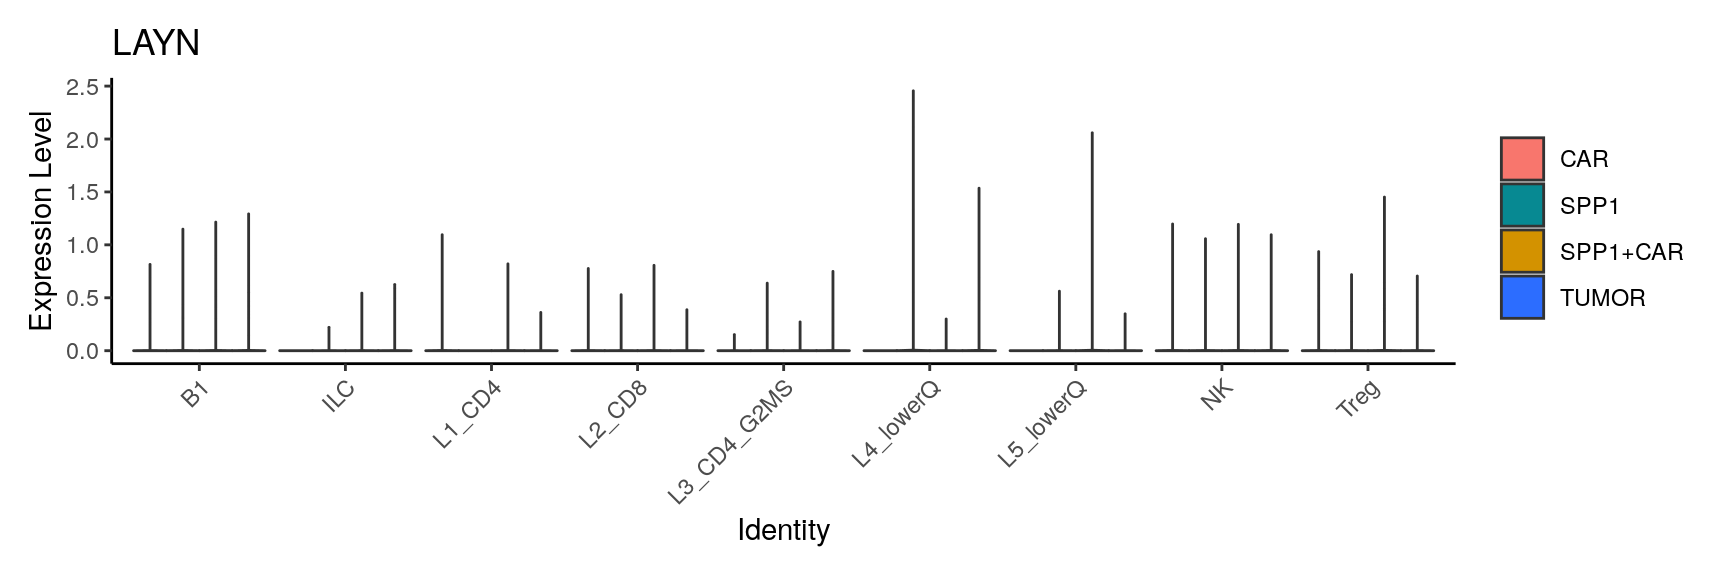 LAYN
Expression Level
2.5
2.0
1.5
1.0
0.5
0.0
B1
ILC
L1_CD4
L2_CD8
L3_CD4_G2MS
L4_lowerQ
L5_lowerQ
NK
Treg
Identity
CAR
SPP1
SPP1+CAR
TUMOR